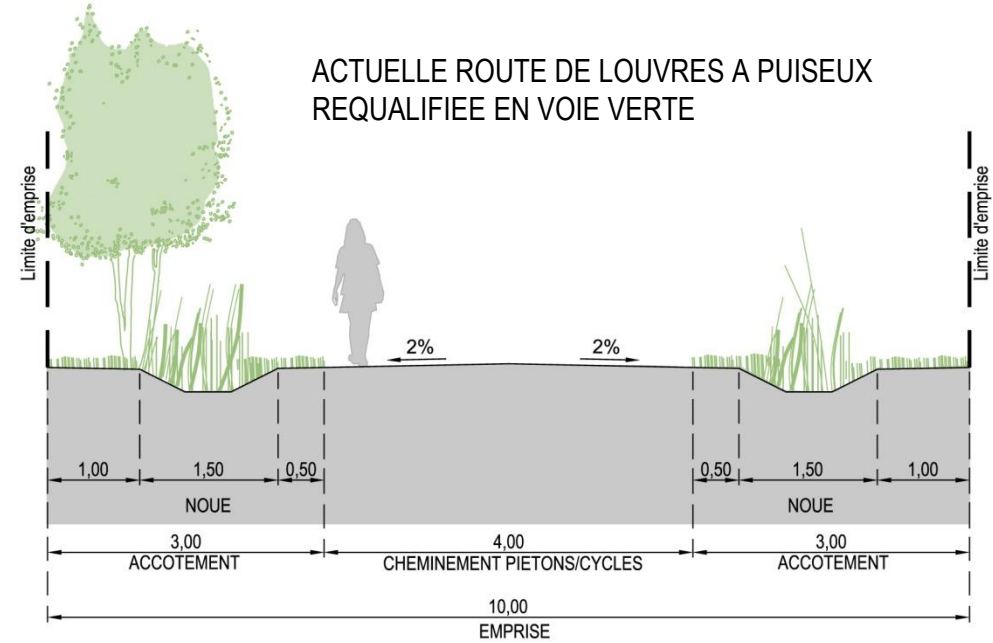 ACTUELLE ROUTE DE LOUVRES A PUISEUX
REQUALIFIEE EN VOIE VERTE
Limite d'emprise
Limite d'emprise
2%
2%
1,00
1,50
0,50
0,50
1,50
1,00
NOUE
NOUE
3,00
4,00
3,00
ACCOTEMENT
CHEMINEMENT PIETONS/CYCLES
ACCOTEMENT
10,00
EMPRISE